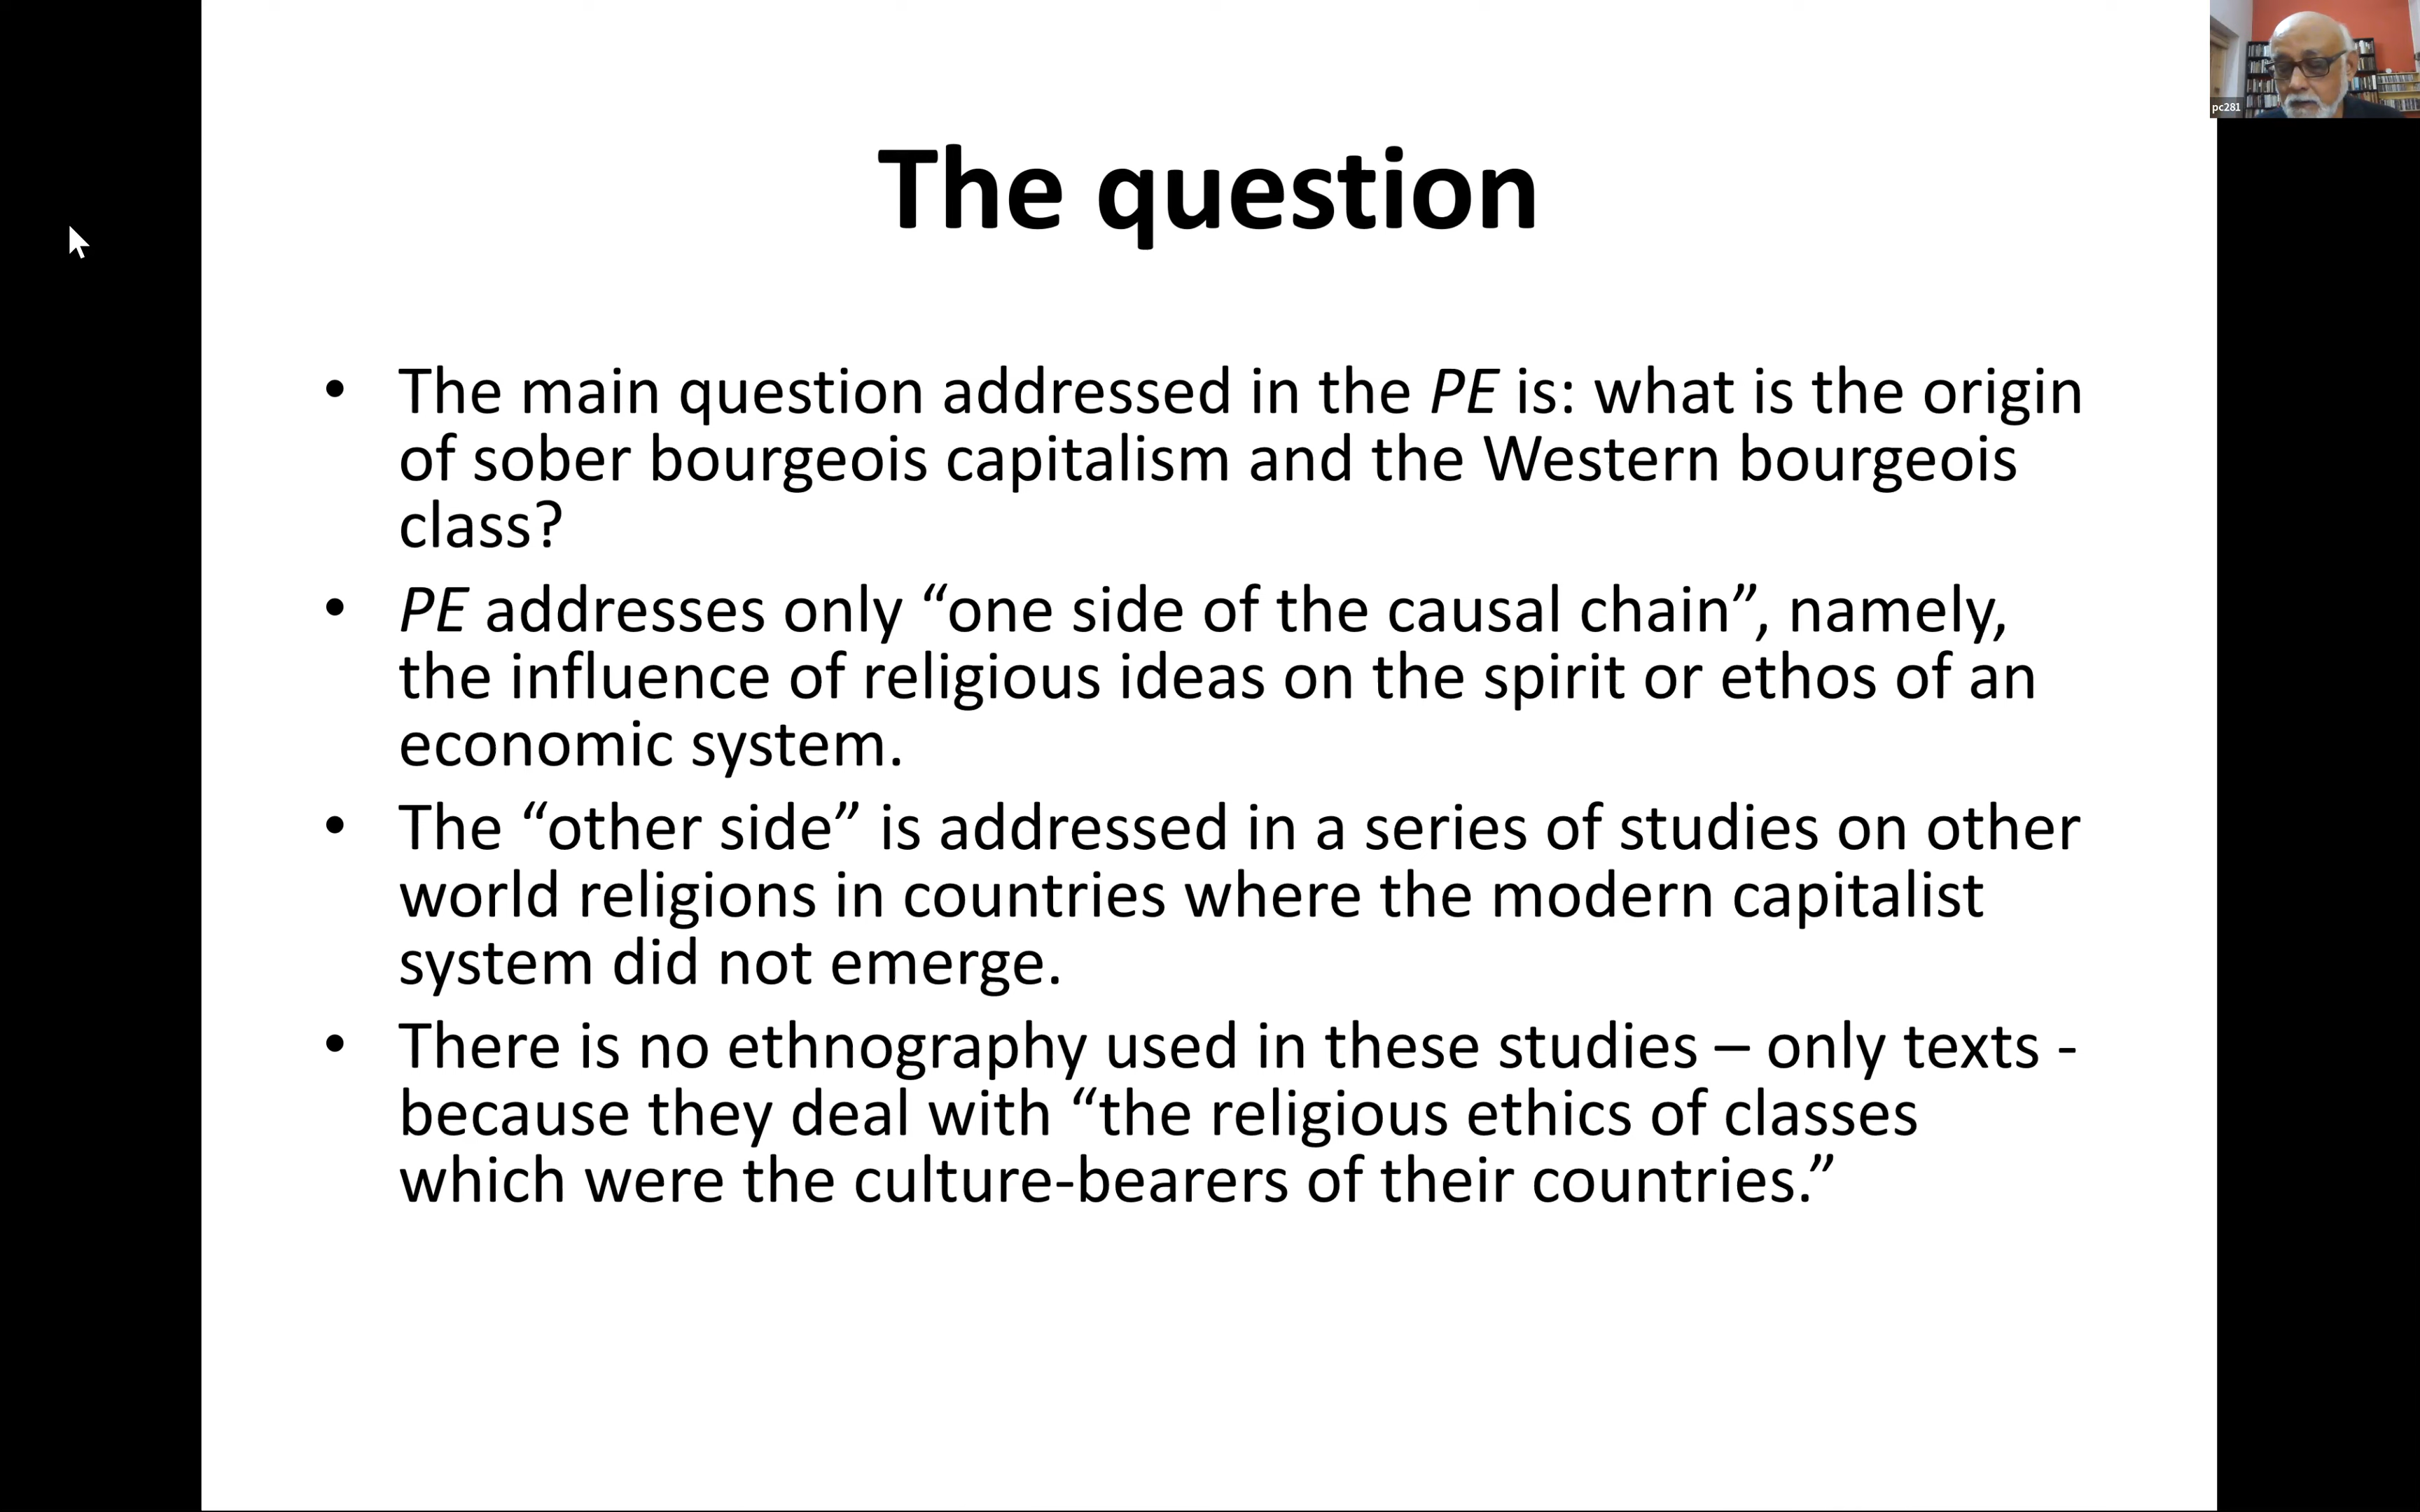 pc281
The question
• The main question addressed in the PE is: what is the origin
of sober bourgeois capitalism and the Western bourgeois
class?
• PE addresses only “one side of the causal chain”, namely,
the influence of religious ideas on the spirit or ethos of an
economic system.
• The “other side” is addressed in a series of studies on other
world religions in countries where the modern capitalist
system did not emerge.
• There is no ethnography used in these studies – only texts -
because they deal with “the religious ethics of classes
which were the culture-bearers of their countries.”